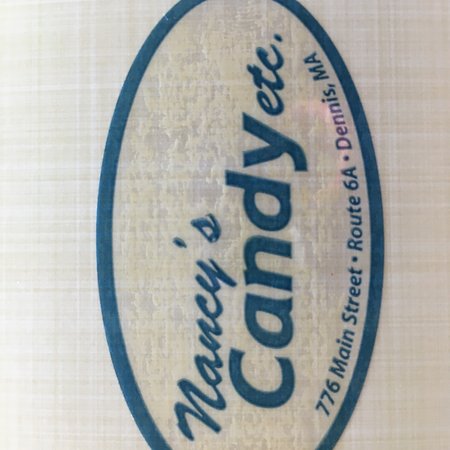 Nancy's
Candy etc.
776 Main Street • Route 6A • Dennis, MA